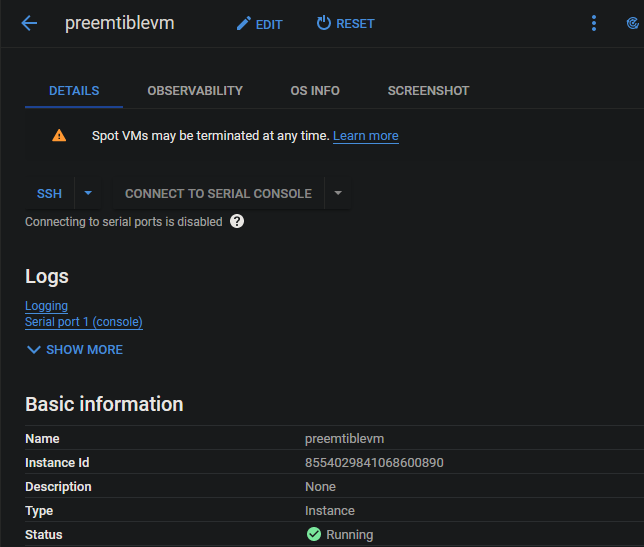 preemtiblevm EDIT RESET
DETAILS OBSERVABILITY OS INFO SCREENSHOT
Spot VMs may be terminated at any time. Learn more
SSH CONNECT TO SERIAL CONSOLE
Connecting to serial ports is disabled ?
Logs
Logging
Serial port 1 (console)
SHOW MORE
Basic information
Name preemtiblevm
Instance Id 8554029841068600890
Description None
Type Instance
Status Running